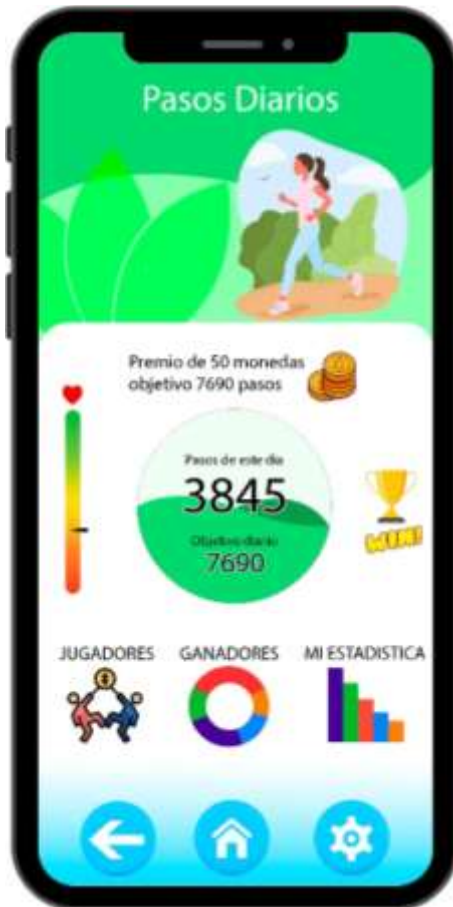 Pasos Diarios
Premio de 50 monedas
objetivo 7690 pasos
Pasos de este dia
3845
Objetivo diario
7690
WIN!
JUGADORES GANADORES MI ESTADISTICA